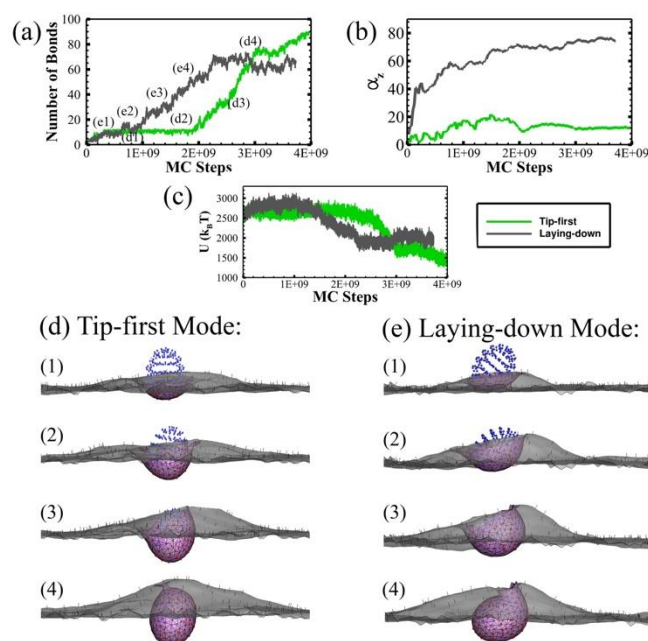 (a)
Number of Bonds
100
80
60
40
20
0
(e1)
(e2)
(d1)
(e3)
(e4)
(d2)
(d3)
(d4)
0 1E+09 2E+09 3E+09 4E+09
MC Steps
(b)
αz
80
60
40
20
0
0 1E+09 2E+09 3E+09 4E+09
MC Steps
(c)
U (kBT)
3000
2500
2000
1500
1000
0 1E+09 2E+09 3E+09 4E+09
MC Steps
Tip-first
Laying-down
(d) Tip-first Mode:
(1)
(2)
(3)
(4)
(e) Laying-down Mode:
(1)
(2)
(3)
(4)